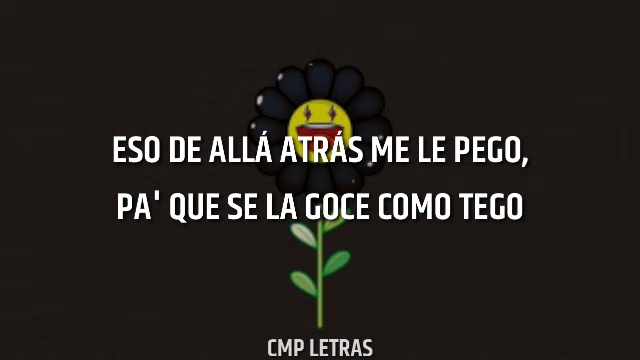 ESO DE ALLÁ ATRÁS ME LE PEGO,
PA' QUE SE LA GOCE COMO TEGO
CMP LETRAS